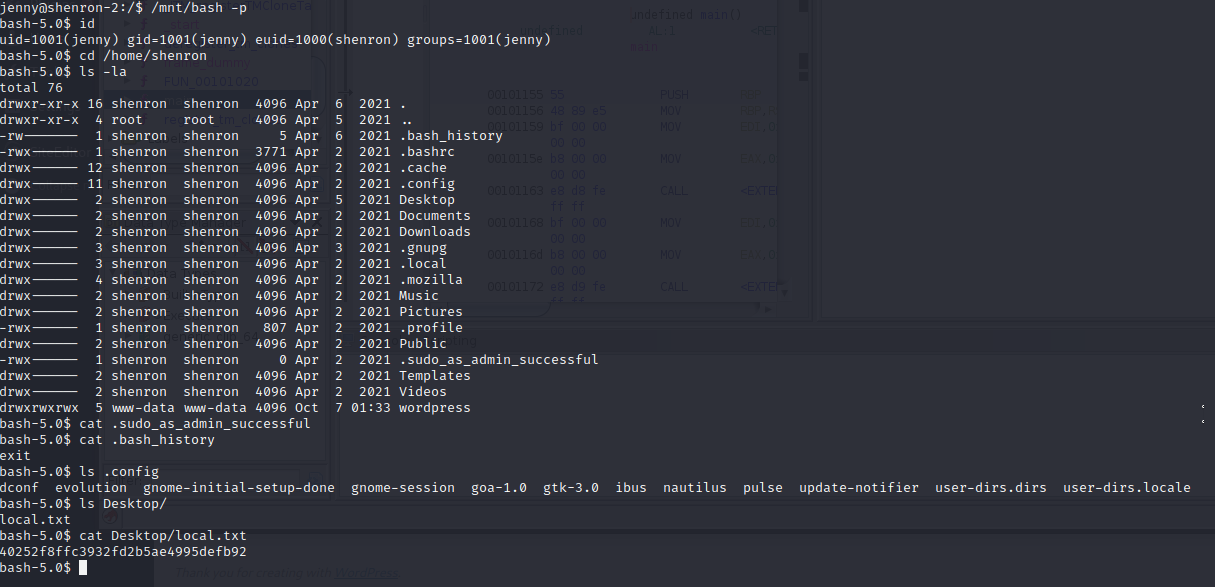 jenny@shenron-2:/$ /mnt/bash -p
bash-5.0$ id
uid=1001(jenny) gid=1001(jenny) euid=1000(shenron) groups=1001(jenny)
bash-5.0$ cd /home/shenron
bash-5.0$ ls -la
total 76
drwxr-xr-x 16 shenron  shenron  4096 Apr  6  2021 .
drwxr-xr-x  4 root     root     4096 Apr  5  2021 ..
-rw-------  1 shenron  shenron     5 Apr  6  2021 .bash_history
-rwx------  1 shenron  shenron  3771 Apr  2  2021 .bashrc
drwx------ 12 shenron  shenron  4096 Apr  2  2021 .cache
drwx------ 11 shenron  shenron  4096 Apr  2  2021 .config
drwx------  2 shenron  shenron  4096 Apr  5  2021 Desktop
drwx------  2 shenron  shenron  4096 Apr  2  2021 Documents
drwx------  2 shenron  shenron  4096 Apr  2  2021 Downloads
drwx------  3 shenron  shenron  4096 Apr  3  2021 .gnupg
drwx------  3 shenron  shenron  4096 Apr  2  2021 .local
drwx------  4 shenron  shenron  4096 Apr  2  2021 .mozilla
drwx------  2 shenron  shenron  4096 Apr  2  2021 Music
drwx------  2 shenron  shenron  4096 Apr  2  2021 Pictures
-rwx------  1 shenron  shenron   807 Apr  2  2021 .profile
drwx------  2 shenron  shenron  4096 Apr  2  2021 Public
-rwx------  1 shenron  shenron     0 Apr  2  2021 .sudo_as_admin_successful
drwx------  2 shenron  shenron  4096 Apr  2  2021 Templates
drwx------  2 shenron  shenron  4096 Apr  2  2021 Videos
drwxrwxrwx  5 www-data www-data 4096 Oct  7 01:33 wordpress
bash-5.0$ cat .sudo_as_admin_successful
bash-5.0$ cat .bash_history
exit
bash-5.0$ ls .config
dconf  evolution  gnome-initial-setup-done  gnome-session  goa-1.0  gtk-3.0  ibus  nautilus  pulse  update-notifier  user-dirs.dirs  user-dirs.locale
bash-5.0$ ls Desktop/
local.txt
bash-5.0$ cat Desktop/local.txt
40252f8ffc3932fd2b5ae4995defb92
bash-5.0$